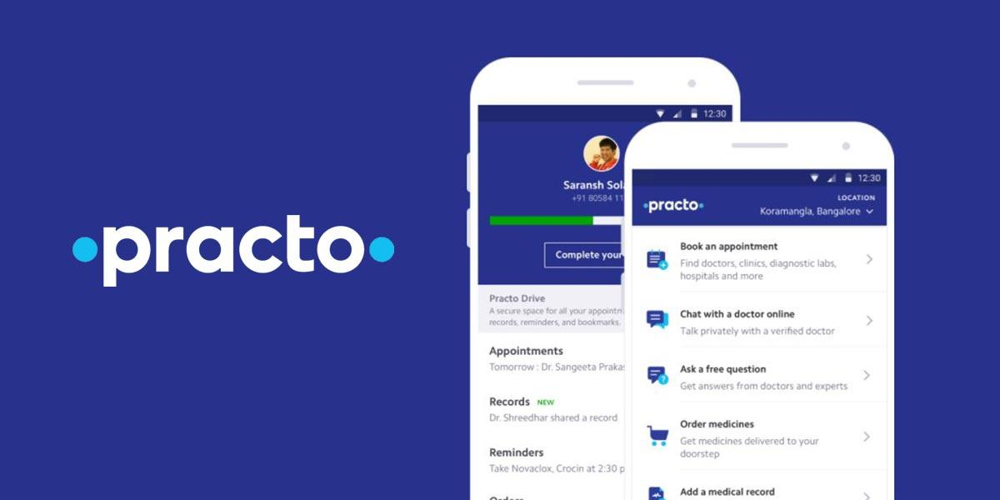 practo
12:30
Saransh
+91 80584 11
Complete your
Practo Drive
A secure space for all your
records, reminders, and bookmarks.
Appointments
Tomorrow : Dr. Sangeeta
Records NEW
Dr. Shreedhar shared a record
Reminders
Take Novaclox, Crocin at 2:30
12:30
practo
LOCATION
Koramangla, Bangalore
Book an appointment
Find doctors, clinics, diagnostic labs,
hospitals and more
Chat with a doctor online
Talk privately with a verified doctor
Ask a free question
Get answers from doctors and experts
Order medicines
Get medicines delivered to your
doorstep
Add a medical record